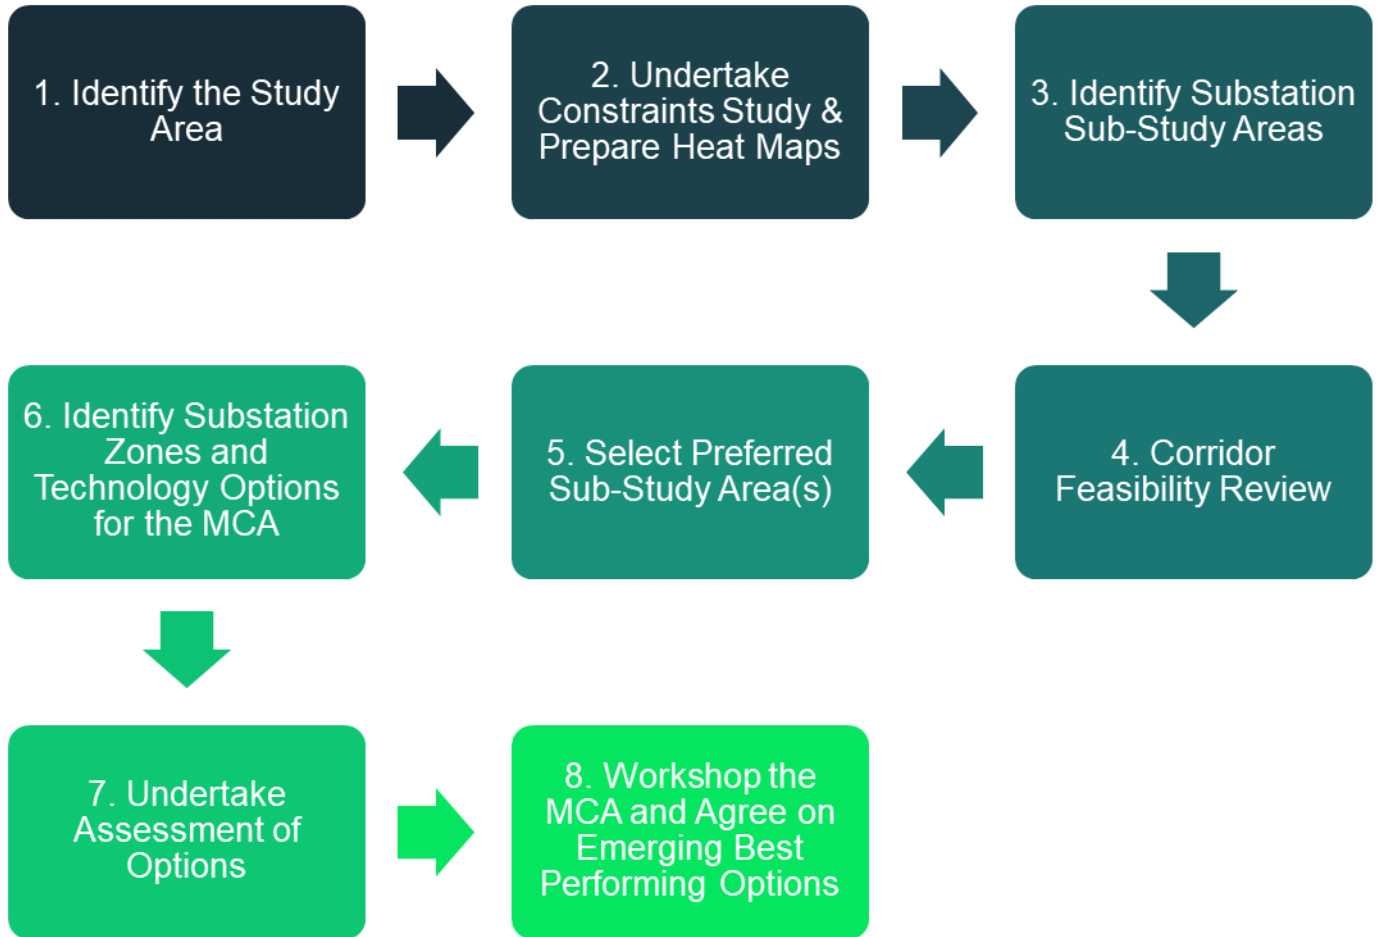 1. Identify the Study
Area
2. Undertake
Constraints Study &
Prepare Heat Maps
3. Identify Substation
Sub-Study Areas
4. Corridor
Feasibility Review
5. Select Preferred
Sub-Study Area(s)
6. Identify Substation
Zones and
Technology Options
for the MCA
7. Undertake
Assessment of
Options
8. Workshop the
MCA and Agree on
Emerging Best
Performing Options